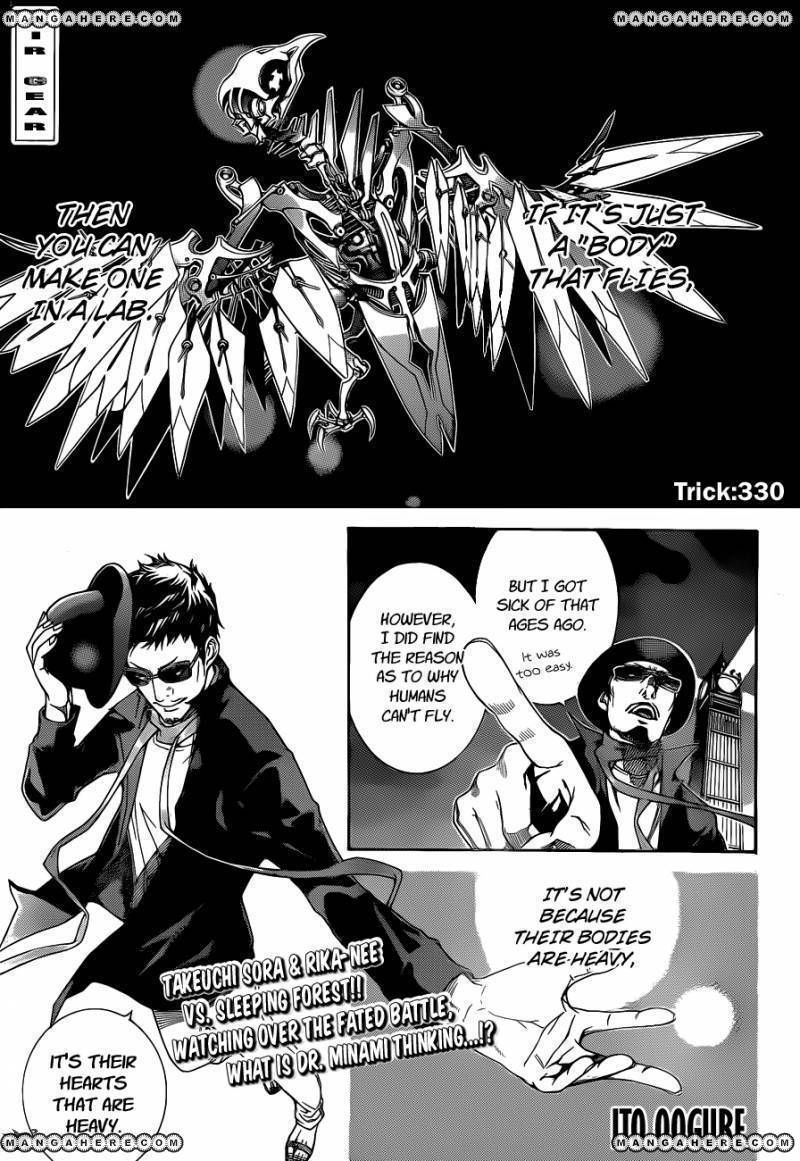 MANGAHERE.COM
MANGAHERE.COM
AIR GEAR
IF IT'S JUST
A "BODY"
THAT FLIES,
THEN
YOU CAN
MAKE ONE
IN A LAB.
Trick:330
BUT I GOT
SICK OF THAT
AGES AGO.
It was
too easy.
HOWEVER,
I DID FIND
THE REASON
AS TO WHY
HUMANS
CAN'T FLY.
IT'S NOT
BECAUSE
THEIR BODIES
ARE HEAVY,
TAKEUCHI SORA & RIKA-NEE
VS. SLEEPING FOREST!!
WATCHING OVER THE FATED BATTLE,
WHAT IS DR. MINAMI THINKING...!?
IT'S THEIR
HEARTS
THAT ARE
HEAVY.
ITO OOGURE
MANGAHERE.COM
MANGAHERE.COM